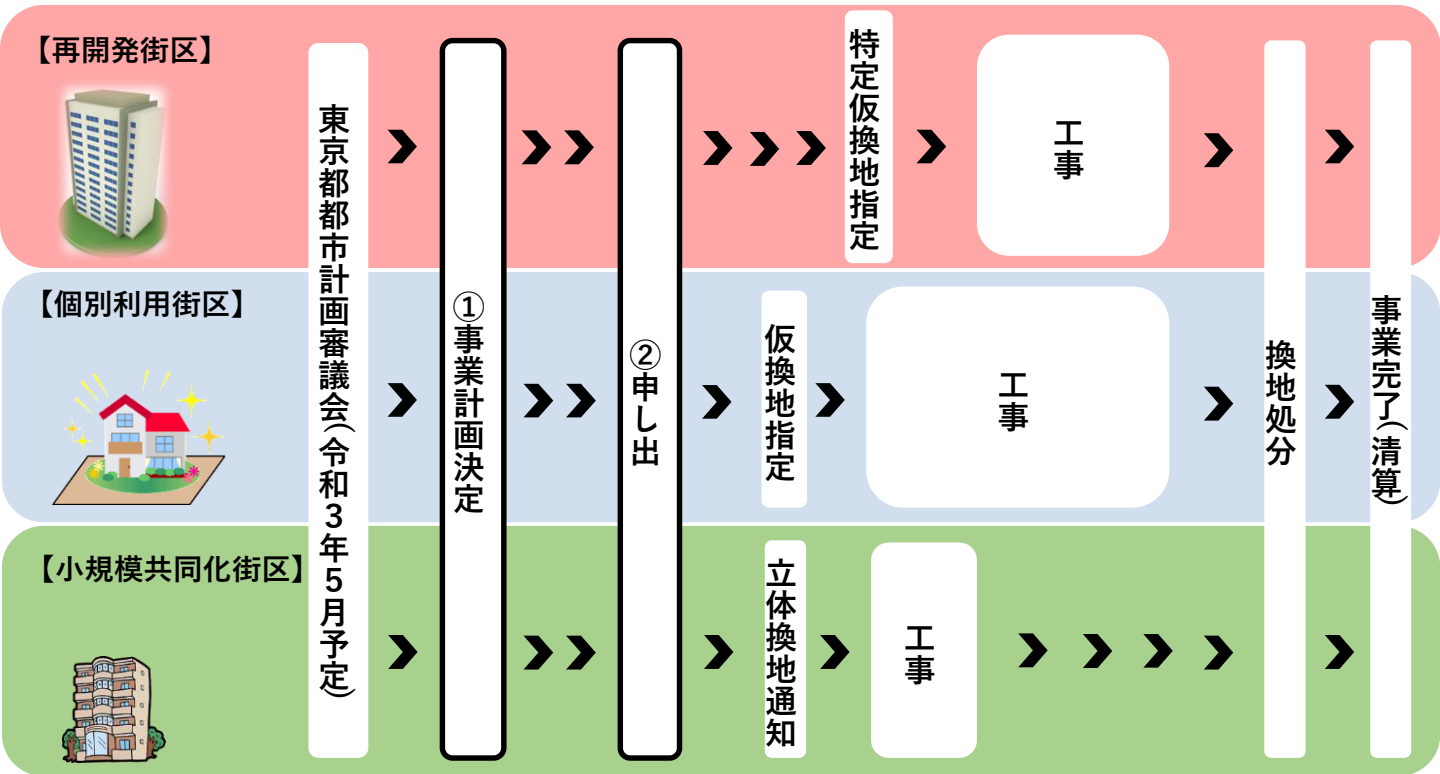 【再開発街区】
東京都都市計画審議会(令和3年5月予定)
①事業計画決定
②申し出
特定仮換地指定
工事
換地処分
事業完了(清算)
【個別利用街区】
仮換地指定
工事
【小規模共同化街区】
立体換地通知
工事